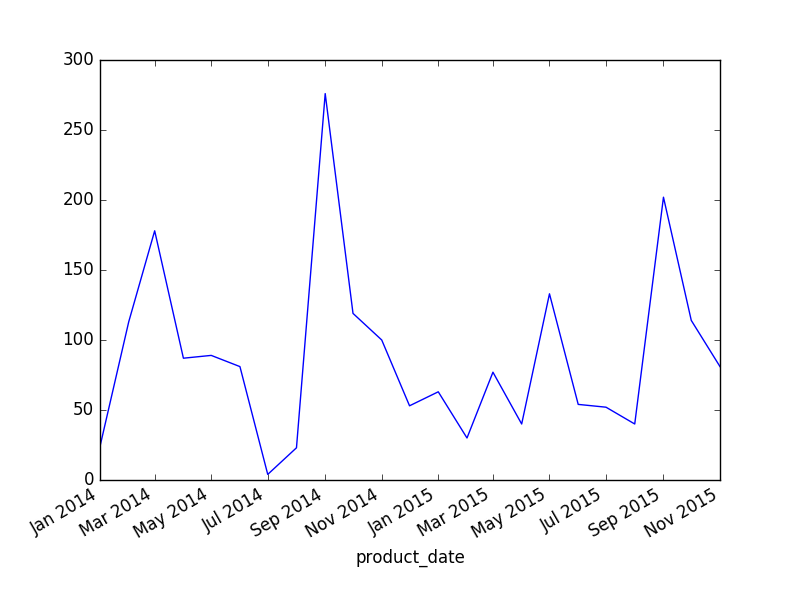 300
250
200
150
100
50
0
Jan 2014
Mar 2014
May 2014
Jul 2014
Sep 2014
Nov 2014
Jan 2015
Mar 2015
May 2015
Jul 2015
Sep 2015
Nov 2015
product_date